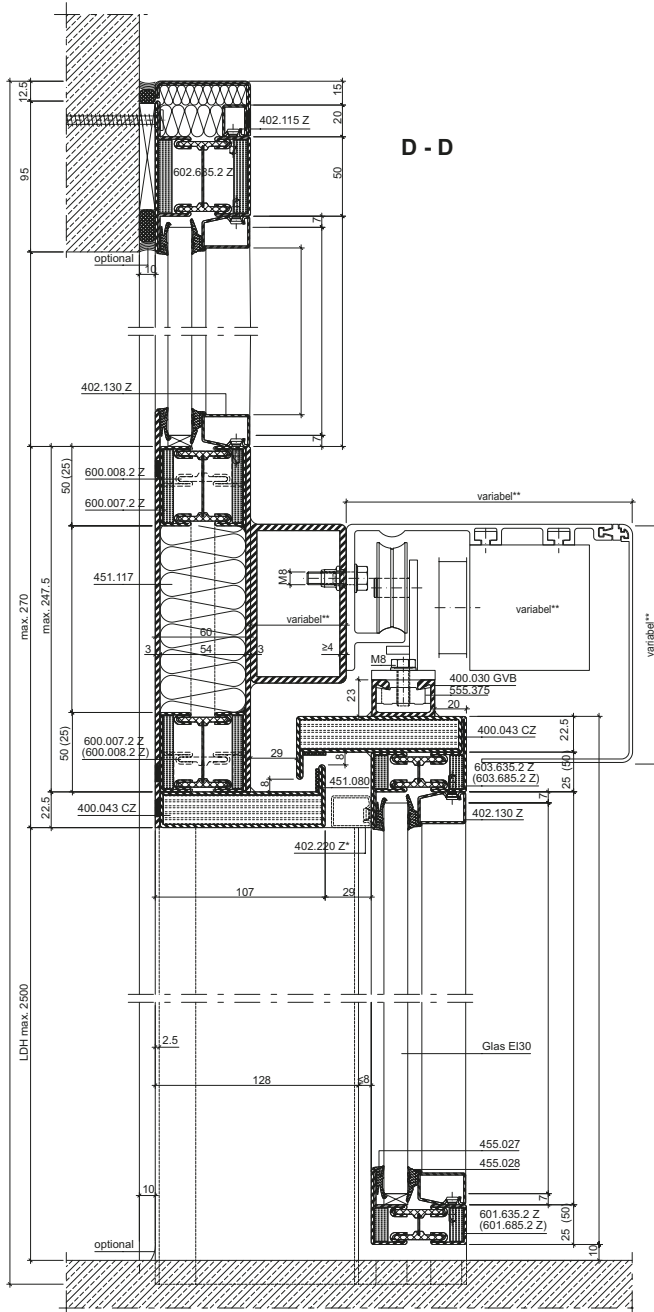 12.5
15
20
402.115 Z
D - D
95
50
602.635.2 Z
7
optional
10
402.130 Z
7
50 (25)
600.008.2 Z
600.007.2 Z
variabel**
max. 270
max. 247.5
451.117
M8
variabel**
variabel**
variabel**
60
3
54
3
≥4
M8
400.030 GVB
555.375
23
20
50 (25)
600.007.2 Z
(600.008.2 Z)
29
400.043 CZ
22.5
8
8
451.080
603.635.2 Z
(603.685.2 Z)
25 (50)
22.5
400.043 CZ
402.130 Z
7
402.220 Z*
107
29
LDH max. 2500
2.5
Glas EI30
128
≤8
455.027
455.028
10
7
601.635.2 Z
(601.685.2 Z)
25 (50)
optional
10